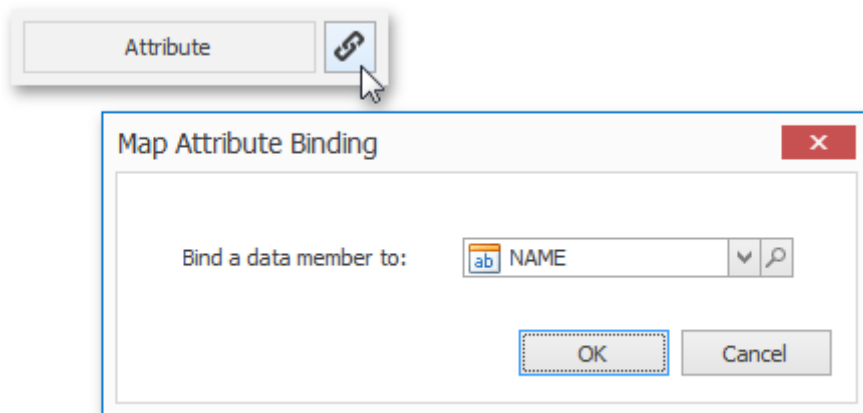 Attribute
Map Attribute Binding
Bind a data member to: ab NAME
OK Cancel